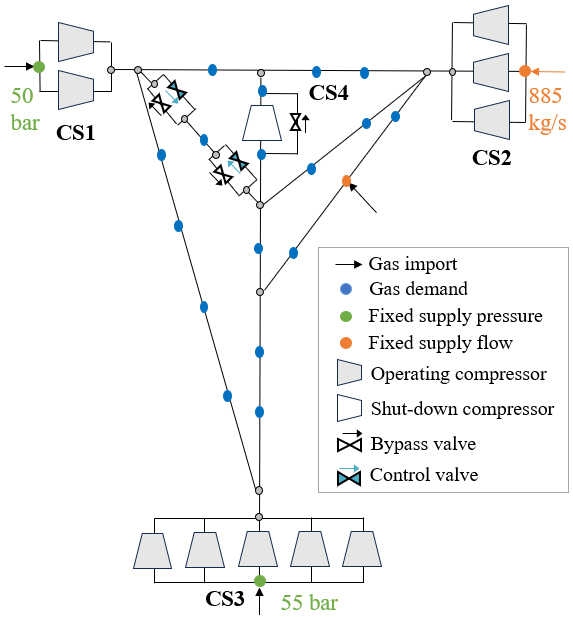 50
bar
CS1
CS4
CS2
885
kg/s
Gas import
Gas demand
Fixed supply pressure
Fixed supply flow
Operating compressor
Shut-down compressor
Bypass valve
Control valve
CS3
55 bar